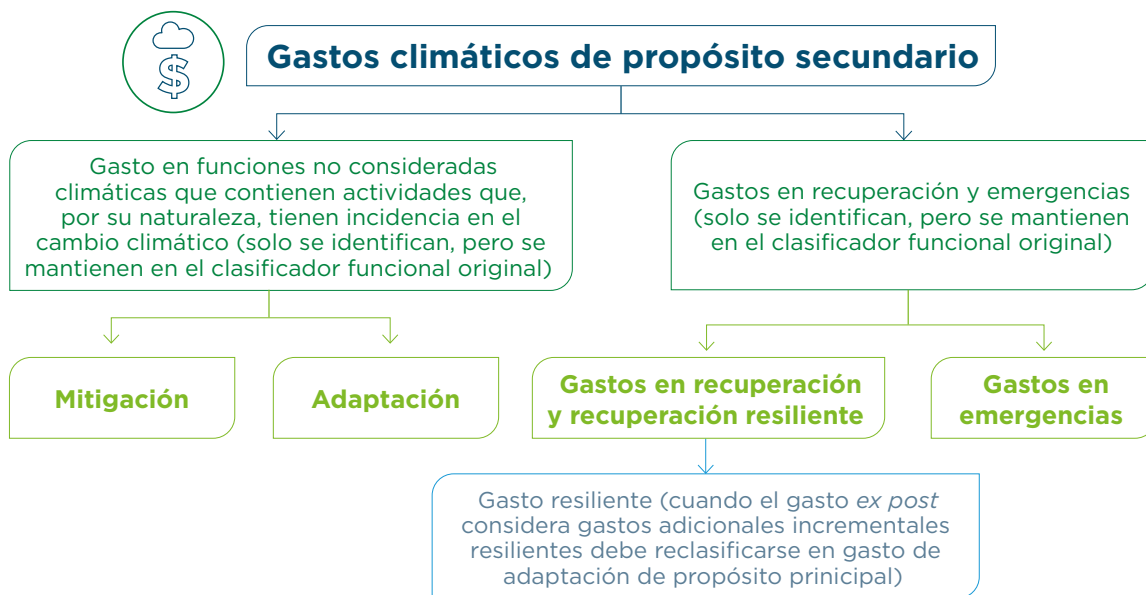 $
Gastos climáticos de propósito secundario
Gasto en funciones no consideradas
climáticas que contienen actividades que,
por su naturaleza, tienen incidencia en el
cambio climático (solo se identifican, pero se
mantienen en el clasificador funcional original)
Gastos en recuperación y emergencias
(solo se identifican, pero se mantienen
en el clasificador funcional original)
Mitigación
Adaptación
Gastos en recuperación
y recuperación resiliente
Gastos en
emergencias
Gasto resiliente (cuando el gasto ex post
considera gastos adicionales incrementales
resilientes debe reclasificarse en gasto de
adaptación de propósito prinicipal)